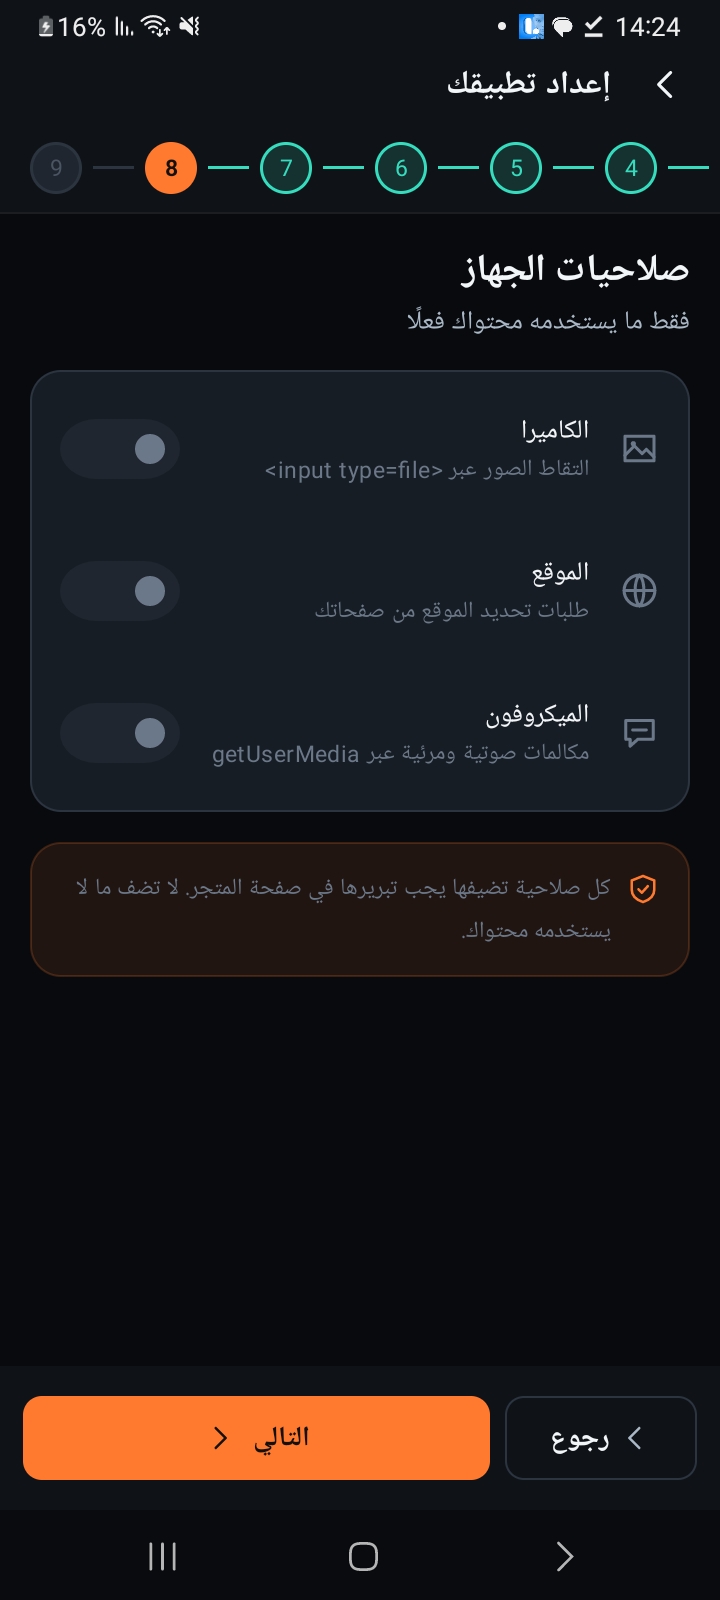 16% 14:24
إعداد تطبيقك
4 5 6 7 8 9
صلاحيات الجهاز
فقط ما يستخدمه محتواك فعلًا
الكاميرا
التقاط الصور عبر <input type=file>
الموقع
طلبات تحديد الموقع من صفحاتك
الميكروفون
مكالمات صوتية ومرئية عبر getUserMedia
كل صلاحية تضيفها يجب تبريرها في صفحة المتجر. لا تضف ما لا
يستخدمه محتواك.
رجوع
التالي